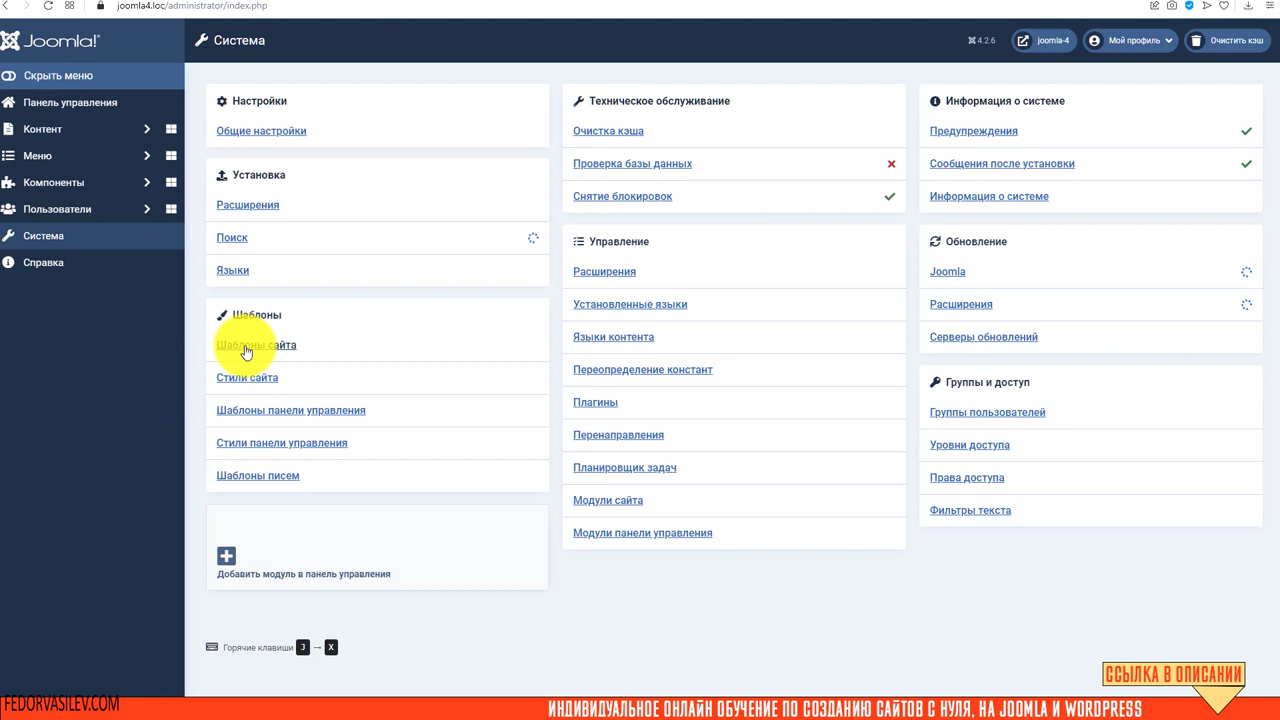 joomla4.loc/administrator/index.php
Joomla!
Система
4.2.6
joomla-4
Мой профиль
Очистить кэш
Скрыть меню
Панель управления
Контент
Меню
Компоненты
Пользователи
Система
Справка
Настройки
Общие настройки
Установка
Расширения
Поиск
Языки
Шаблоны
Шаблоны сайта
Стили сайта
Шаблоны панели управления
Стили панели управления
Шаблоны писем
Добавить модуль в панель управления
Горячие клавиши J → X
Техническое обслуживание
Очистка кэша
Проверка базы данных
Снятие блокировок
Управление
Расширения
Установленные языки
Языки контента
Переопределение констант
Плагины
Перенаправления
Планировщик задач
Модули сайта
Модули панели управления
Информация о системе
Предупреждения
Сообщения после установки
Информация о системе
Обновление
Joomla
Расширения
Серверы обновлений
Группы и доступ
Группы пользователей
Уровни доступа
Права доступа
Фильтры текста
ССЫЛКА В ОПИСАНИИ
FEDORVASILEV.COM
ИНДИВИДУАЛЬНОЕ ОНЛАЙН ОБУЧЕНИЕ ПО СОЗДАНИЮ САЙТОВ С НУЛЯ, НА JOOMLA И WORDPRESS